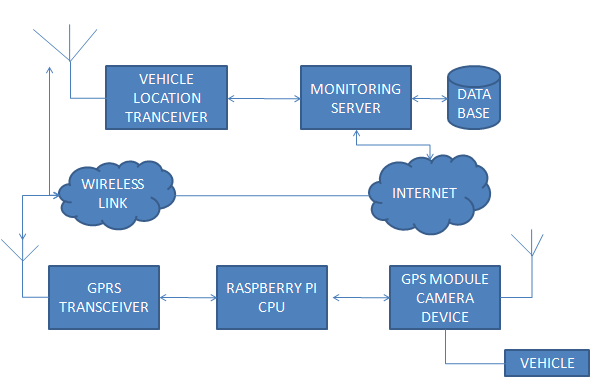 VEHICLE
LOCATION
TRANCEIVER
MONITORING
SERVER
DATA
BASE
WIRELESS
LINK
INTERNET
GPRS
TRANSCEIVER
RASPBERRY PI
CPU
GPS MODULE
CAMERA
DEVICE
VEHICLE